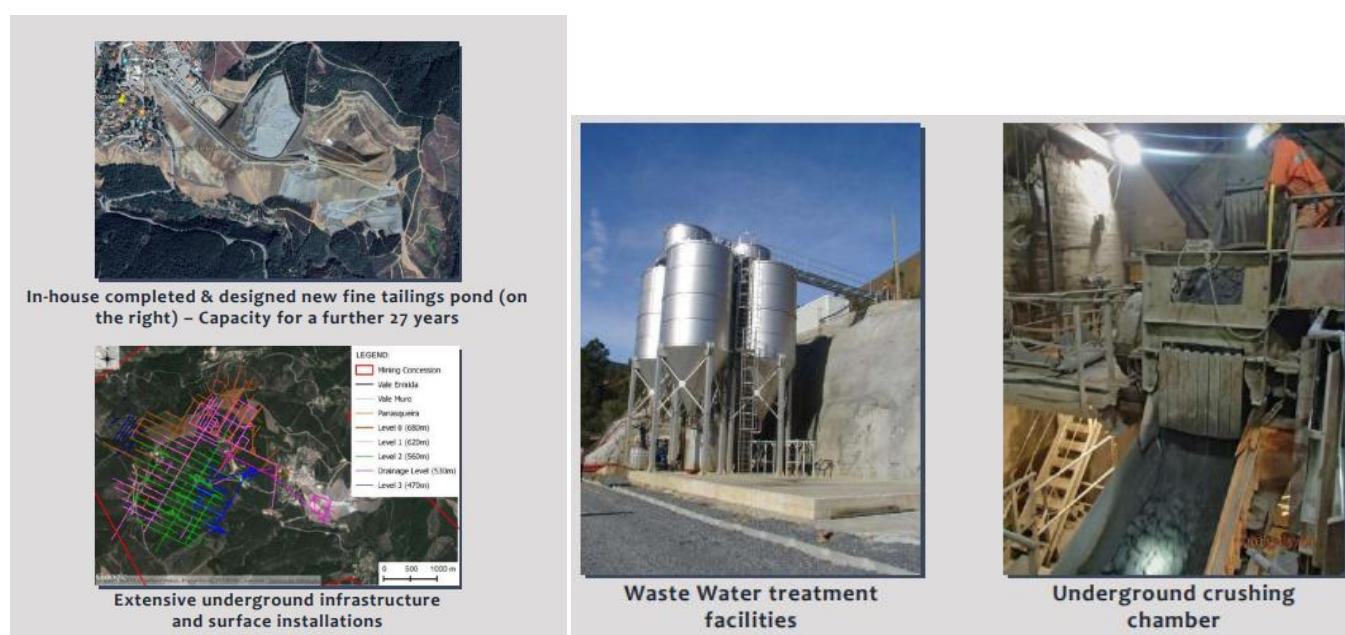 In-house completed & designed new fine tailings pond (on
the right) – Capacity for a further 27 years
LEGEND:
Mining Concession
Vale Ermida
Vale Muro
Panasqueira
Level 0 (680m)
Level 1 (620m)
Level 2 (560m)
Drainage Level (530m)
Level 3 (470m)
0 500 1000 m
Extensive underground infrastructure
and surface installations
Waste Water treatment
facilities
Underground crushing
chamber